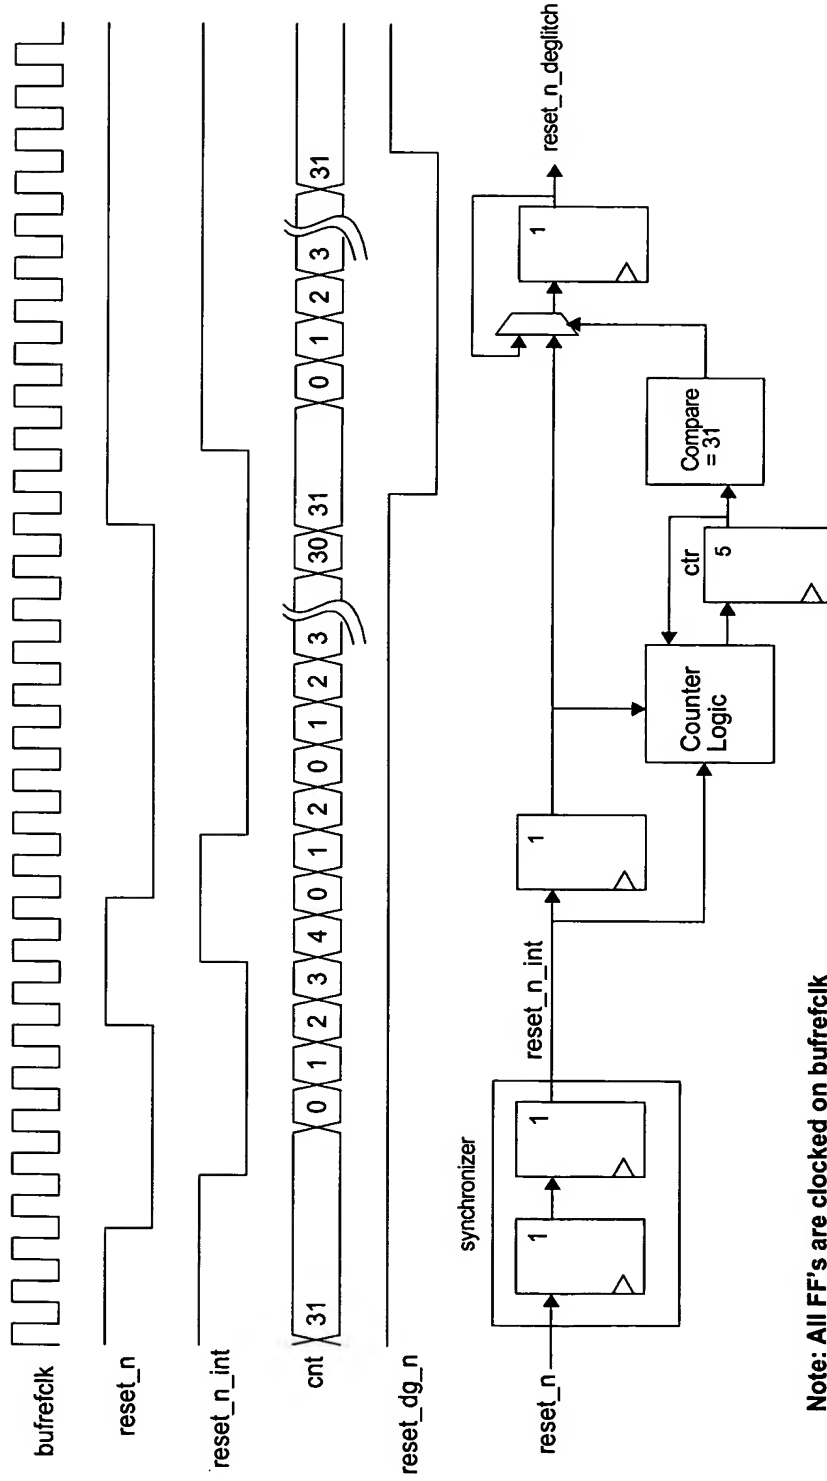 bufrefclk
reset_n
reset_n_int
cnt 31 0 1 2 3 4 0 1 2 0 1 2 3 30 31 0 1 2 3 31
reset_dg_n
synchronizer
reset_n
1
1
reset_n_int
1
Counter
Logic
ctr
5
Compare
= 31
1
reset_n_deglitch
Note: All FF's are clocked on bufrefclk